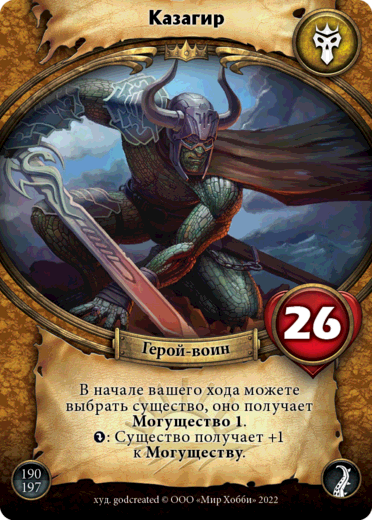 Казагир
26
Герой-воин
В начале вашего хода можете
выбрать существо, оно получает
Могущество 1.
: Существо получает +1
к Могуществу.
190
197
худ. godcreated © ООО «Мир Хобби» 2022